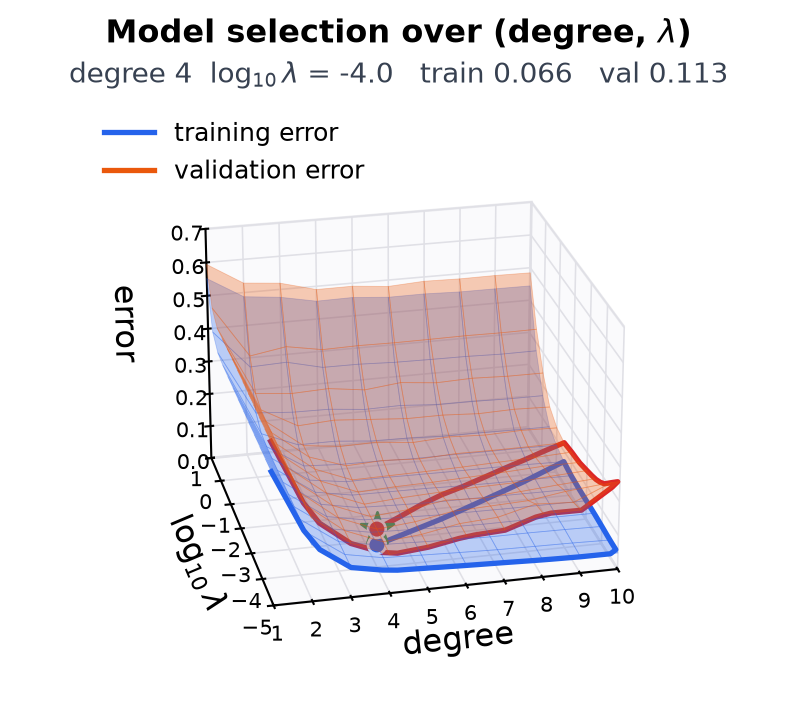 Model selection over (degree, λ)
degree 4 log₁₀ λ = -4.0 train 0.066 val 0.113
training error
validation error
0.7
0.6
0.5
0.4
0.3
0.2
0.1
0.0
error
1
0
−1
−2
−3
−4
−5
log₁₀ λ
1 2 3 4 5 6 7 8 9 10
degree